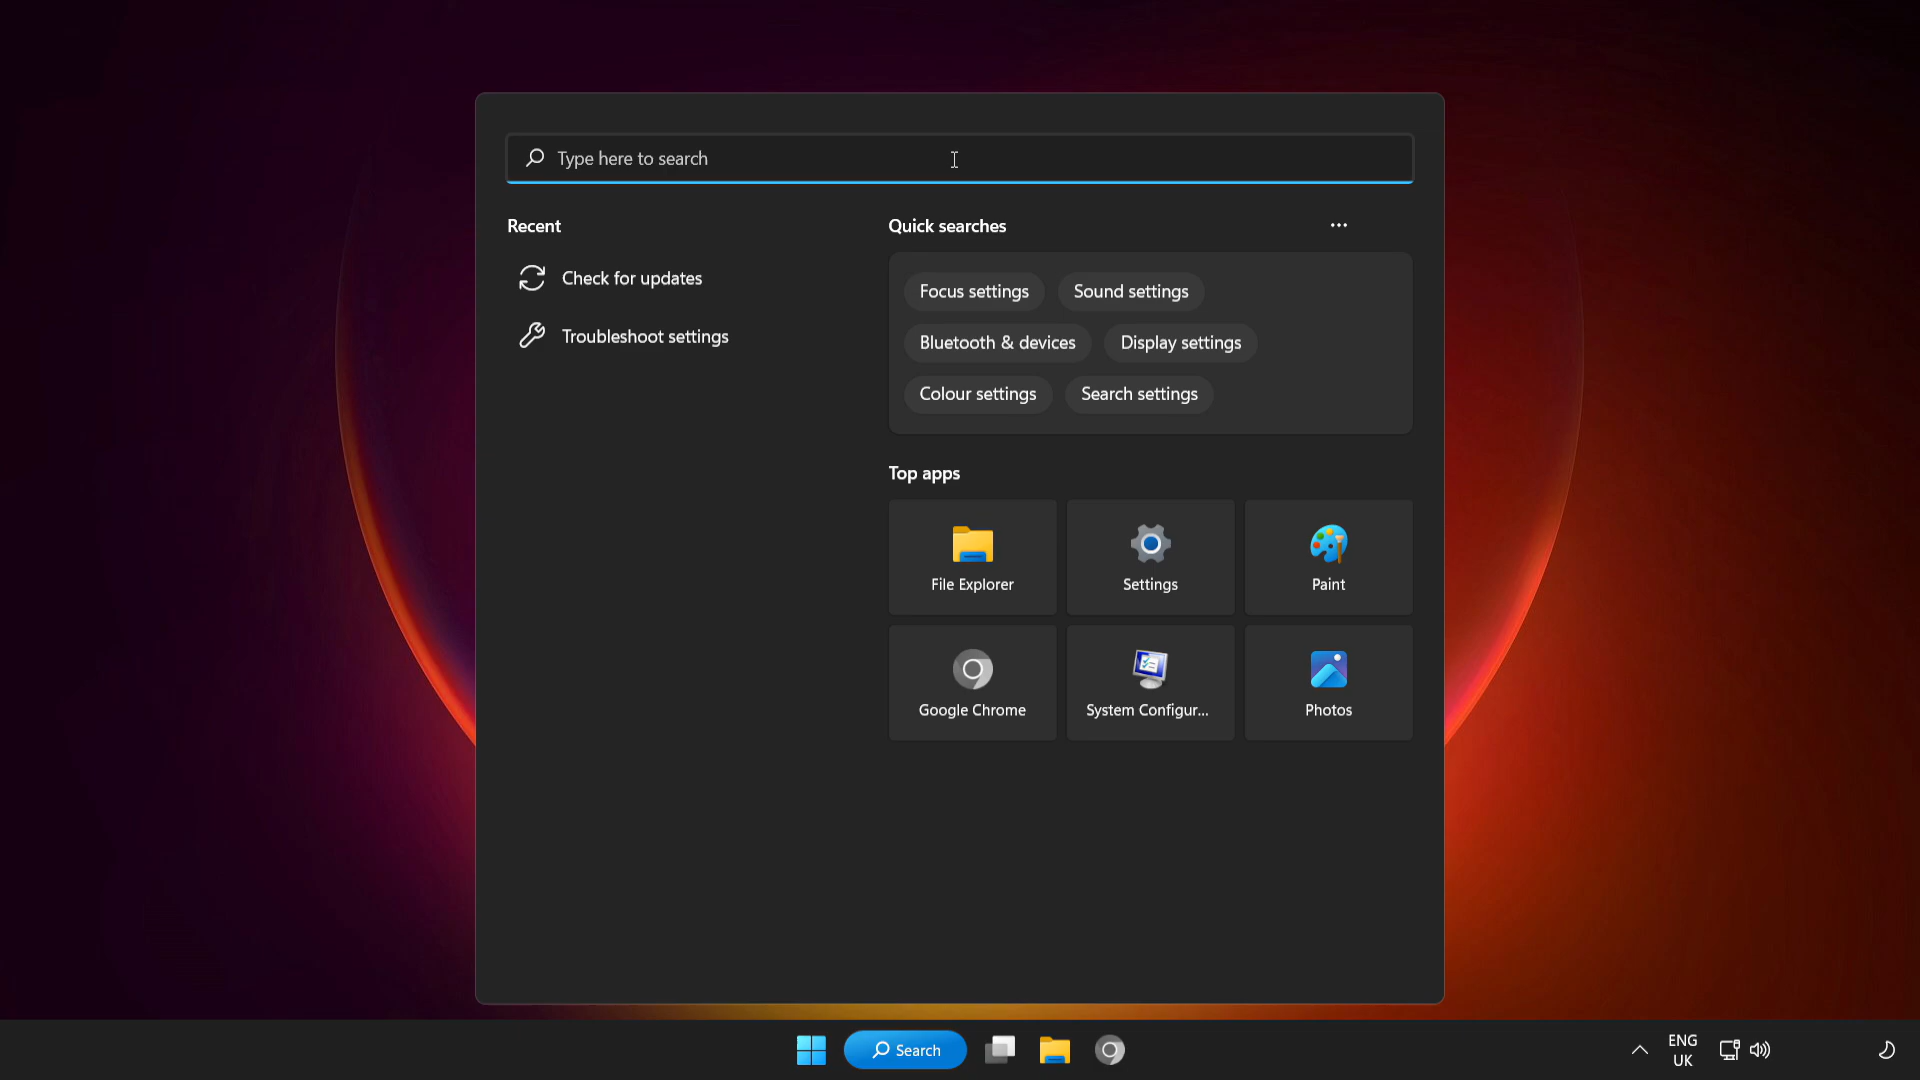 Type here to search
Recent
Check for updates
Troubleshoot settings
Quick searches
Focus settings
Sound settings
Bluetooth & devices
Display settings
Colour settings
Search settings
Top apps
File Explorer
Settings
Paint
Google Chrome
System Configur...
Photos
Search
ENG
UK